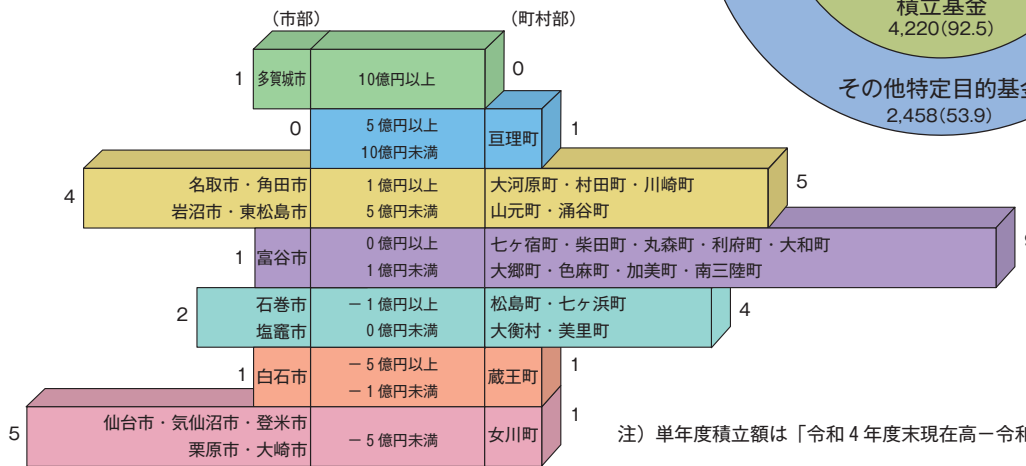 （市部）
（町村部）
積立基金
4,220(92.5)
その他特定目的基金
2,458(53.9)
1
多賀城市
10億円以上
0
0
5億円以上
10億円未満
亘理町
1
4
名取市・角田市
岩沼市・東松島市
1億円以上
5億円未満
大河原町・村田町・川崎町
山元町・涌谷町
5
1
富谷市
0億円以上
1億円未満
七ヶ宿町・柴田町・丸森町・利府町・大和町
大郷町・色麻町・加美町・南三陸町
2
石巻市
塩竈市
－1億円以上
0億円未満
松島町・七ヶ浜町
大衡村・美里町
4
1
白石市
－5億円以上
－1億円未満
蔵王町
1
5
仙台市・気仙沼市・登米市
栗原市・大崎市
－5億円未満
女川町
1
注）単年度積立額は「令和4年度末現在高－令和